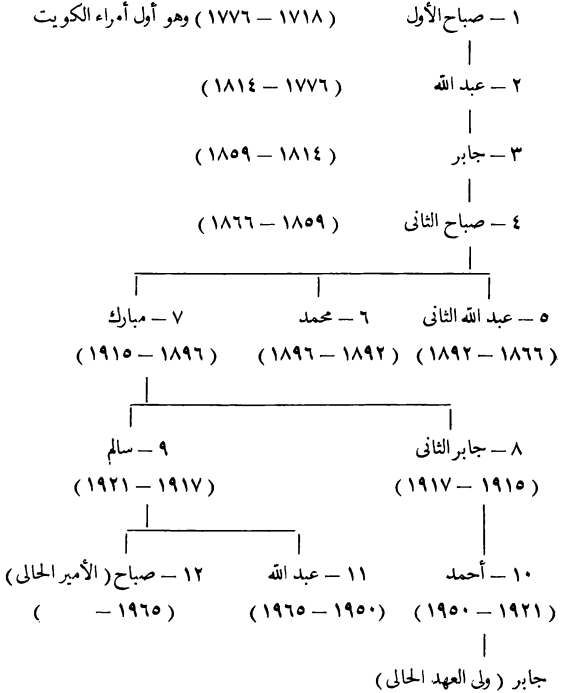 ١ – صباح الأول (١٧١٨ – ١٧٧٦) وهو أول أمراء الكويت
٢ – عبد الله (١٧٧٦ – ١٨١٤)
٣ – جابر (١٨١٤ – ١٨٥٩)
٤ – صباح الثانى (١٨٥٩ – ١٨٦٦)
٥ – عبد الله الثانى ٦ – محمد ٧ – مبارك
(١٨٦٦ – ١٨٩٢) (١٨٩٢ – ١٨٩٦) (١٨٩٦ – ١٩١٥)
٨ – جابر الثانى ٩ – سالم
(١٩١٥ – ١٩١٧) (١٩١٧ – ١٩٢١)
١٠ – أحمد ١١ – عبد الله ١٢ – صباح (الأمير الحالى)
(١٩٢١ – ١٩٥٠) (١٩٥٠ – ١٩٦٥) (١٩٦٥ – )
جابر (ولى العهد الحالى)